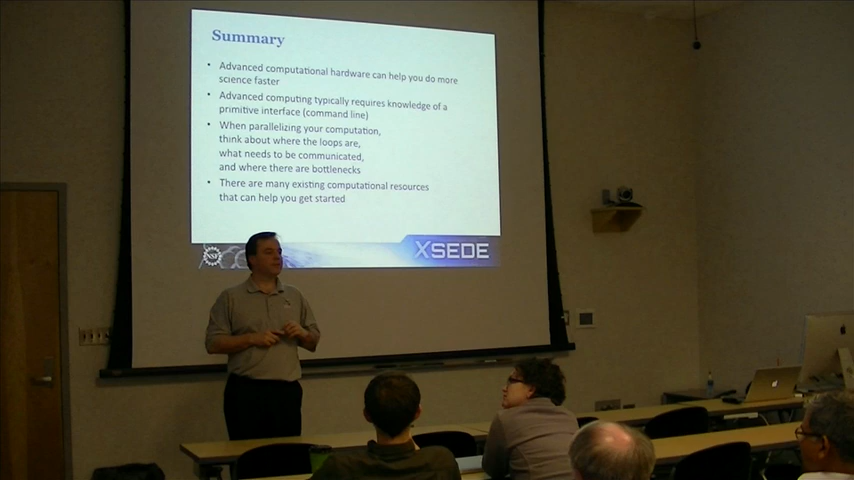 Summary
• Advanced computational hardware can help you do more
science faster
• Advanced computing typically requires knowledge of a
primitive interface (command line)
• When parallelizing your computation,
think about where the loops are,
what needs to be communicated,
and where there are bottlenecks
• There are many existing computational resources
that can help you get started
NSF
XSEDE